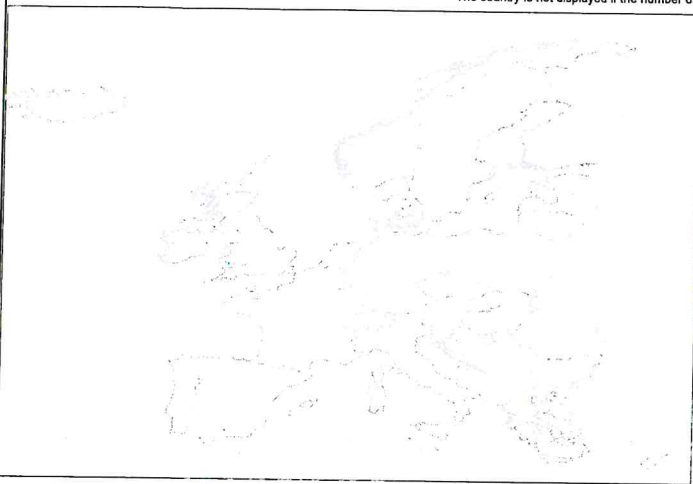 The country is not displayed if the number o